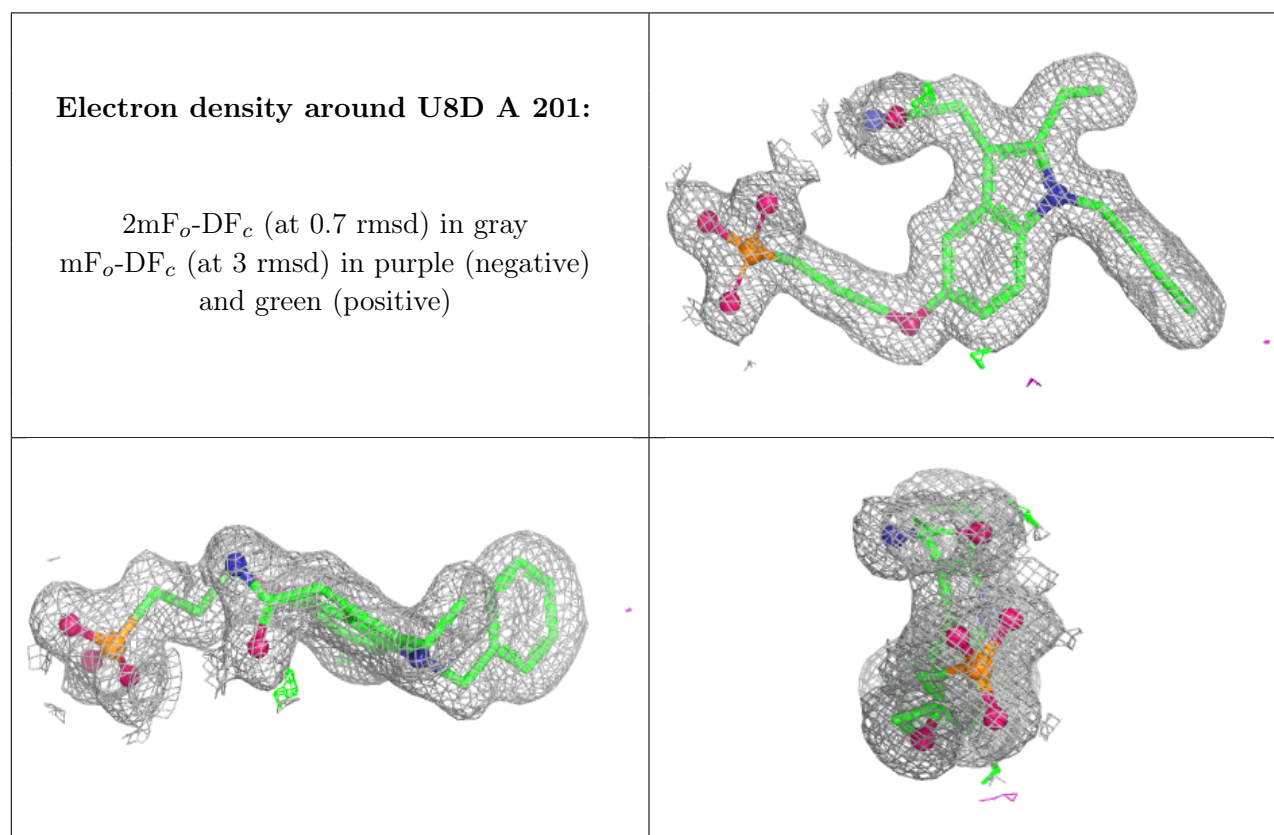 Electron density around U8D A 201:
2mFo-DFc (at 0.7 rmsd) in gray
mFo-DFc (at 3 rmsd) in purple (negative)
and green (positive)